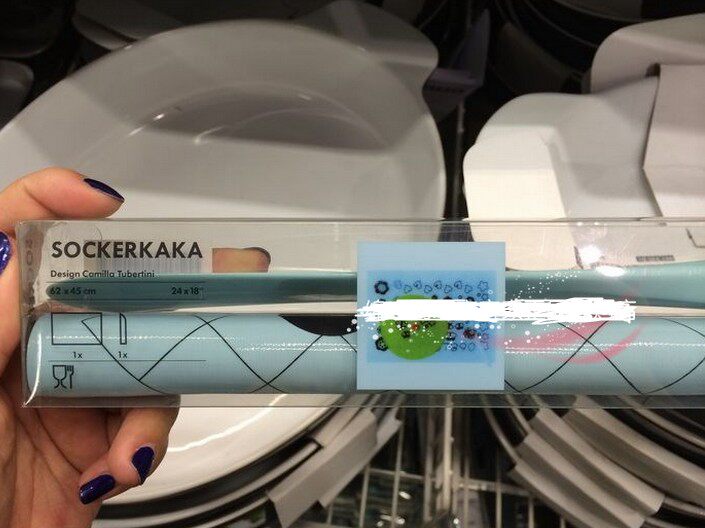 SOCKERKAKA
Design Camilla Tubertini
62 x 45 cm 24 x 18"
1x 1x